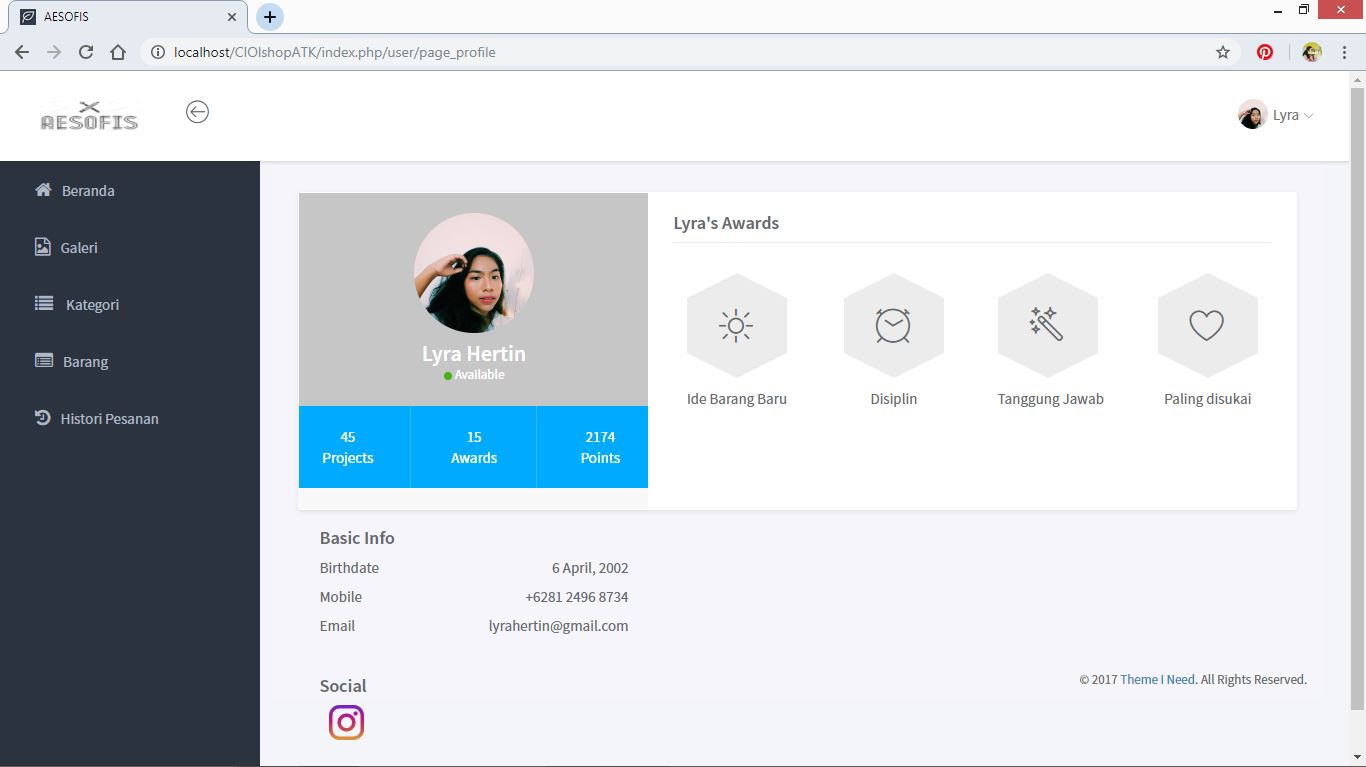 AESOFIS
localhost/CIOlshopATK/index.php/user/page_profile
AESOFIS
Lyra
Beranda
Galeri
Kategori
Barang
Histori Pesanan
Lyra Hertin
Available
45
Projects
15
Awards
2174
Points
Lyra's Awards
Ide Barang Baru
Disiplin
Tanggung Jawab
Paling disukai
Basic Info
Birthdate 6 April, 2002
Mobile +6281 2496 8734
Email lyrahertin@gmail.com
Social
© 2017 Theme I Need. All Rights Reserved.